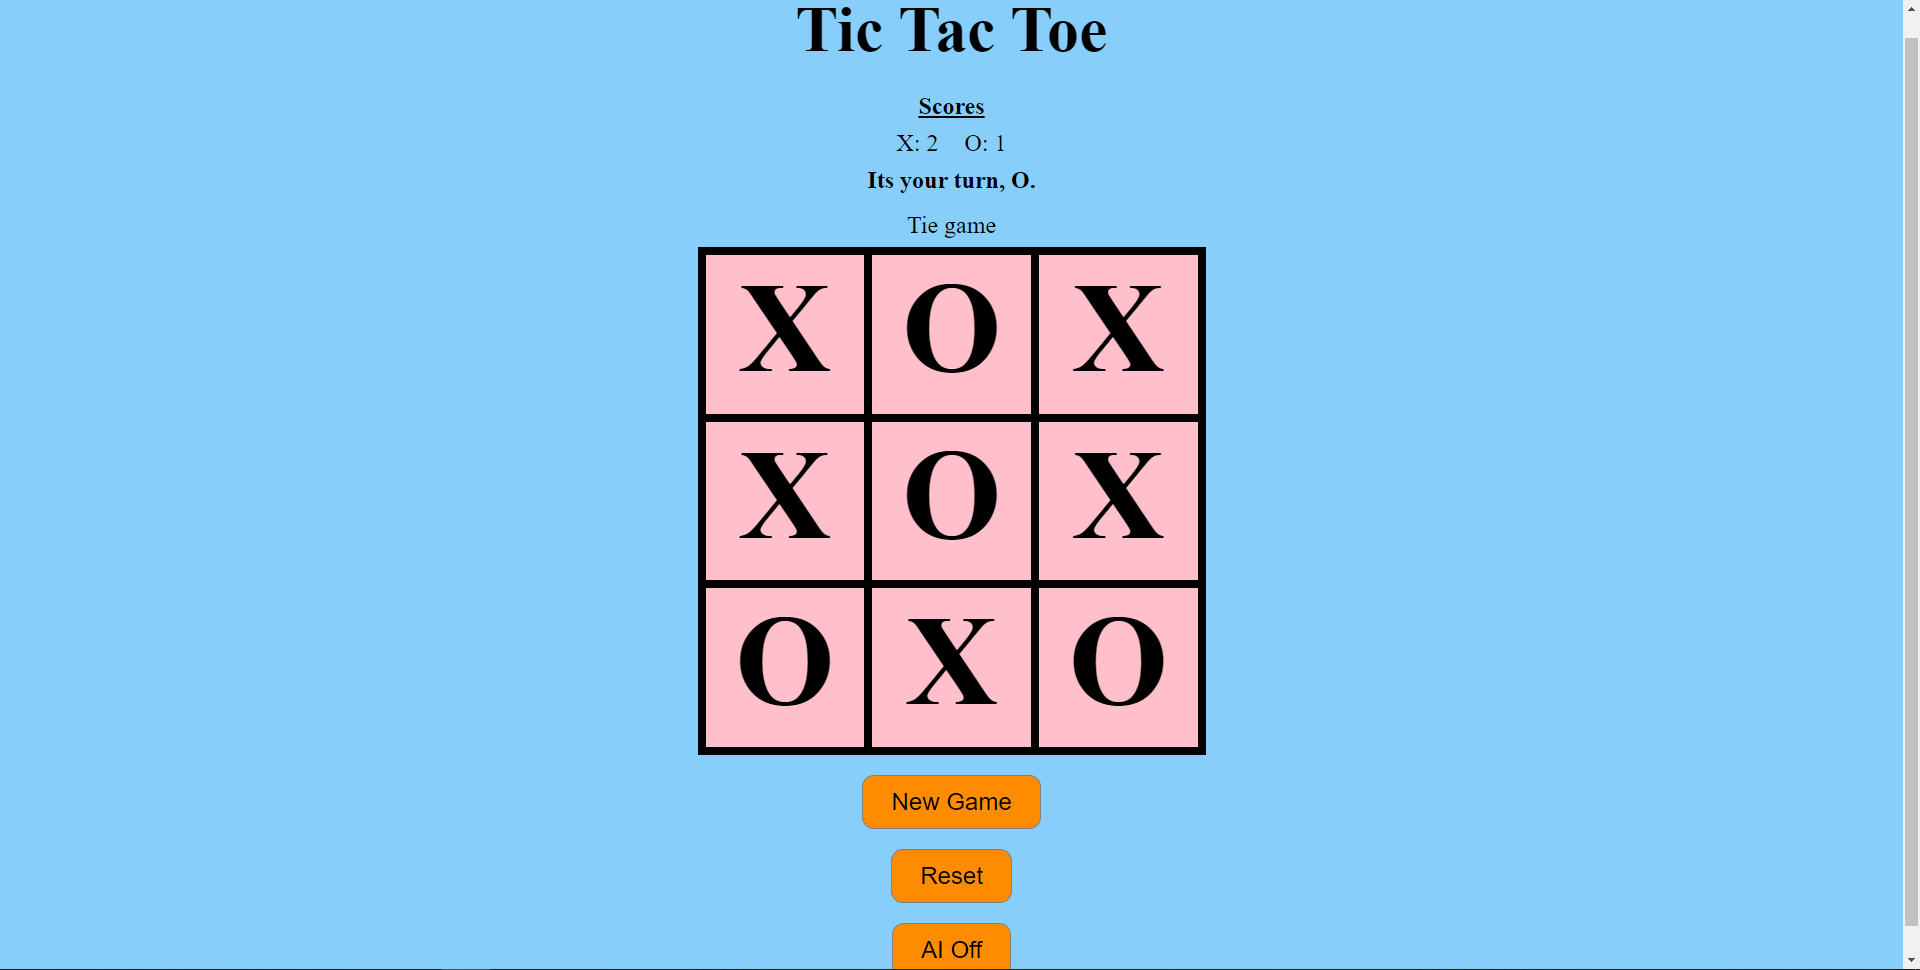 Tic Tac Toe
Scores
X: 2 O: 1
Its your turn, O.
Tie game
X O X
X O X
O X O
New Game
Reset
AI Off